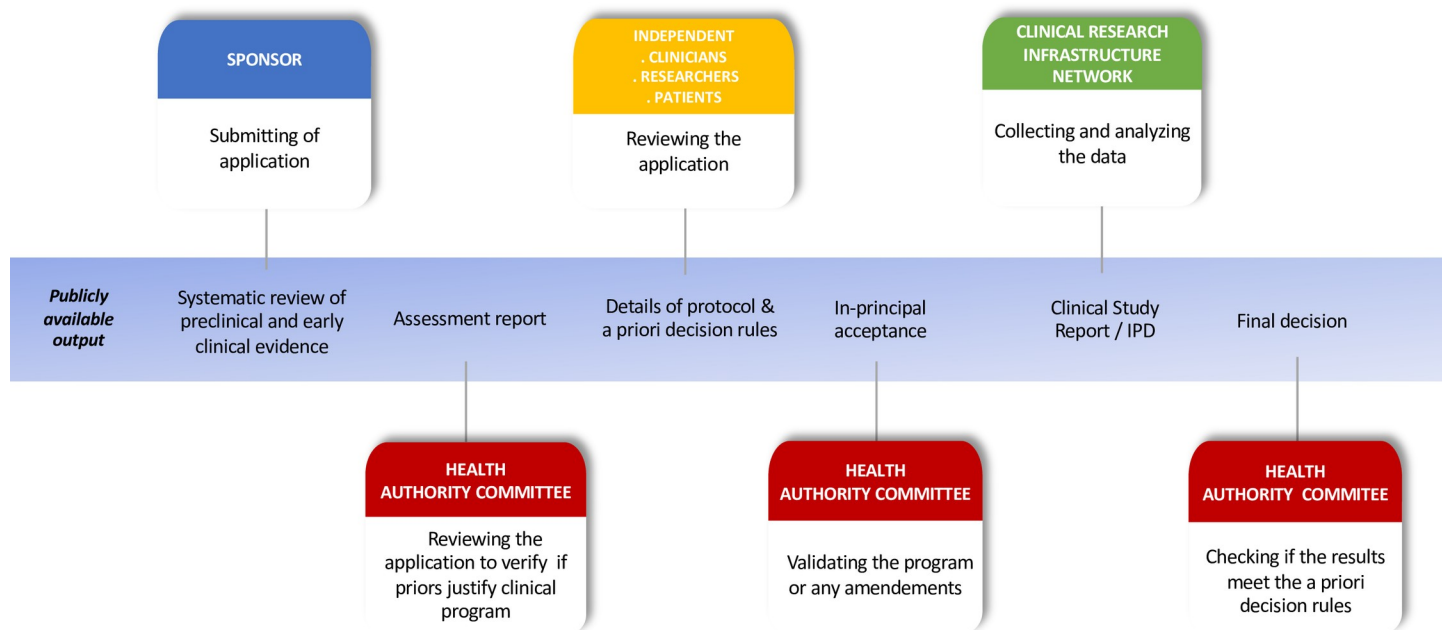 SPONSOR
Submitting of
application
INDEPENDENT
. CLINICIANS
. RESEARCHERS
. PATIENTS
Reviewing the
application
CLINICAL RESEARCH
INFRASTRUCTURE
NETWORK
Collecting and analyzing
the data
Publicly
available
output
Systematic review of
preclinical and early
clinical evidence
Assessment report
Details of protocol &
a priori decision rules
In-principal
acceptance
Clinical Study
Report / IPD
Final decision
HEALTH
AUTHORITY COMMITTEE
Reviewing the
application to verify if
priors justify clinical
program
HEALTH
AUTHORITY COMMITTEE
Validating the program
or any amendements
HEALTH
AUTHORITY COMMITEE
Checking if the results
meet the a priori
decision rules